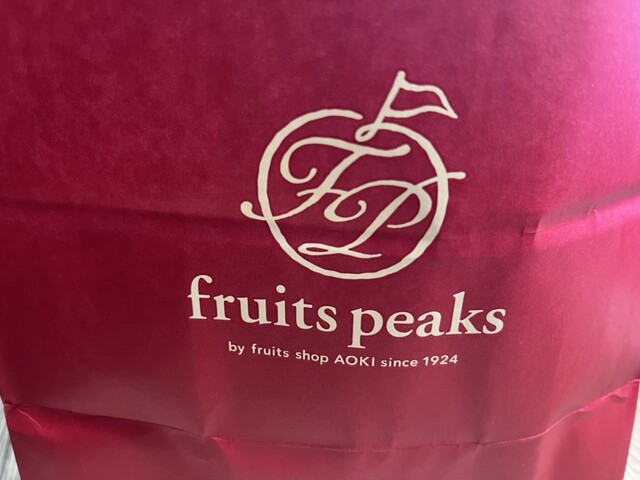 FP
fruits peaks
by fruits shop AOKI since 1924